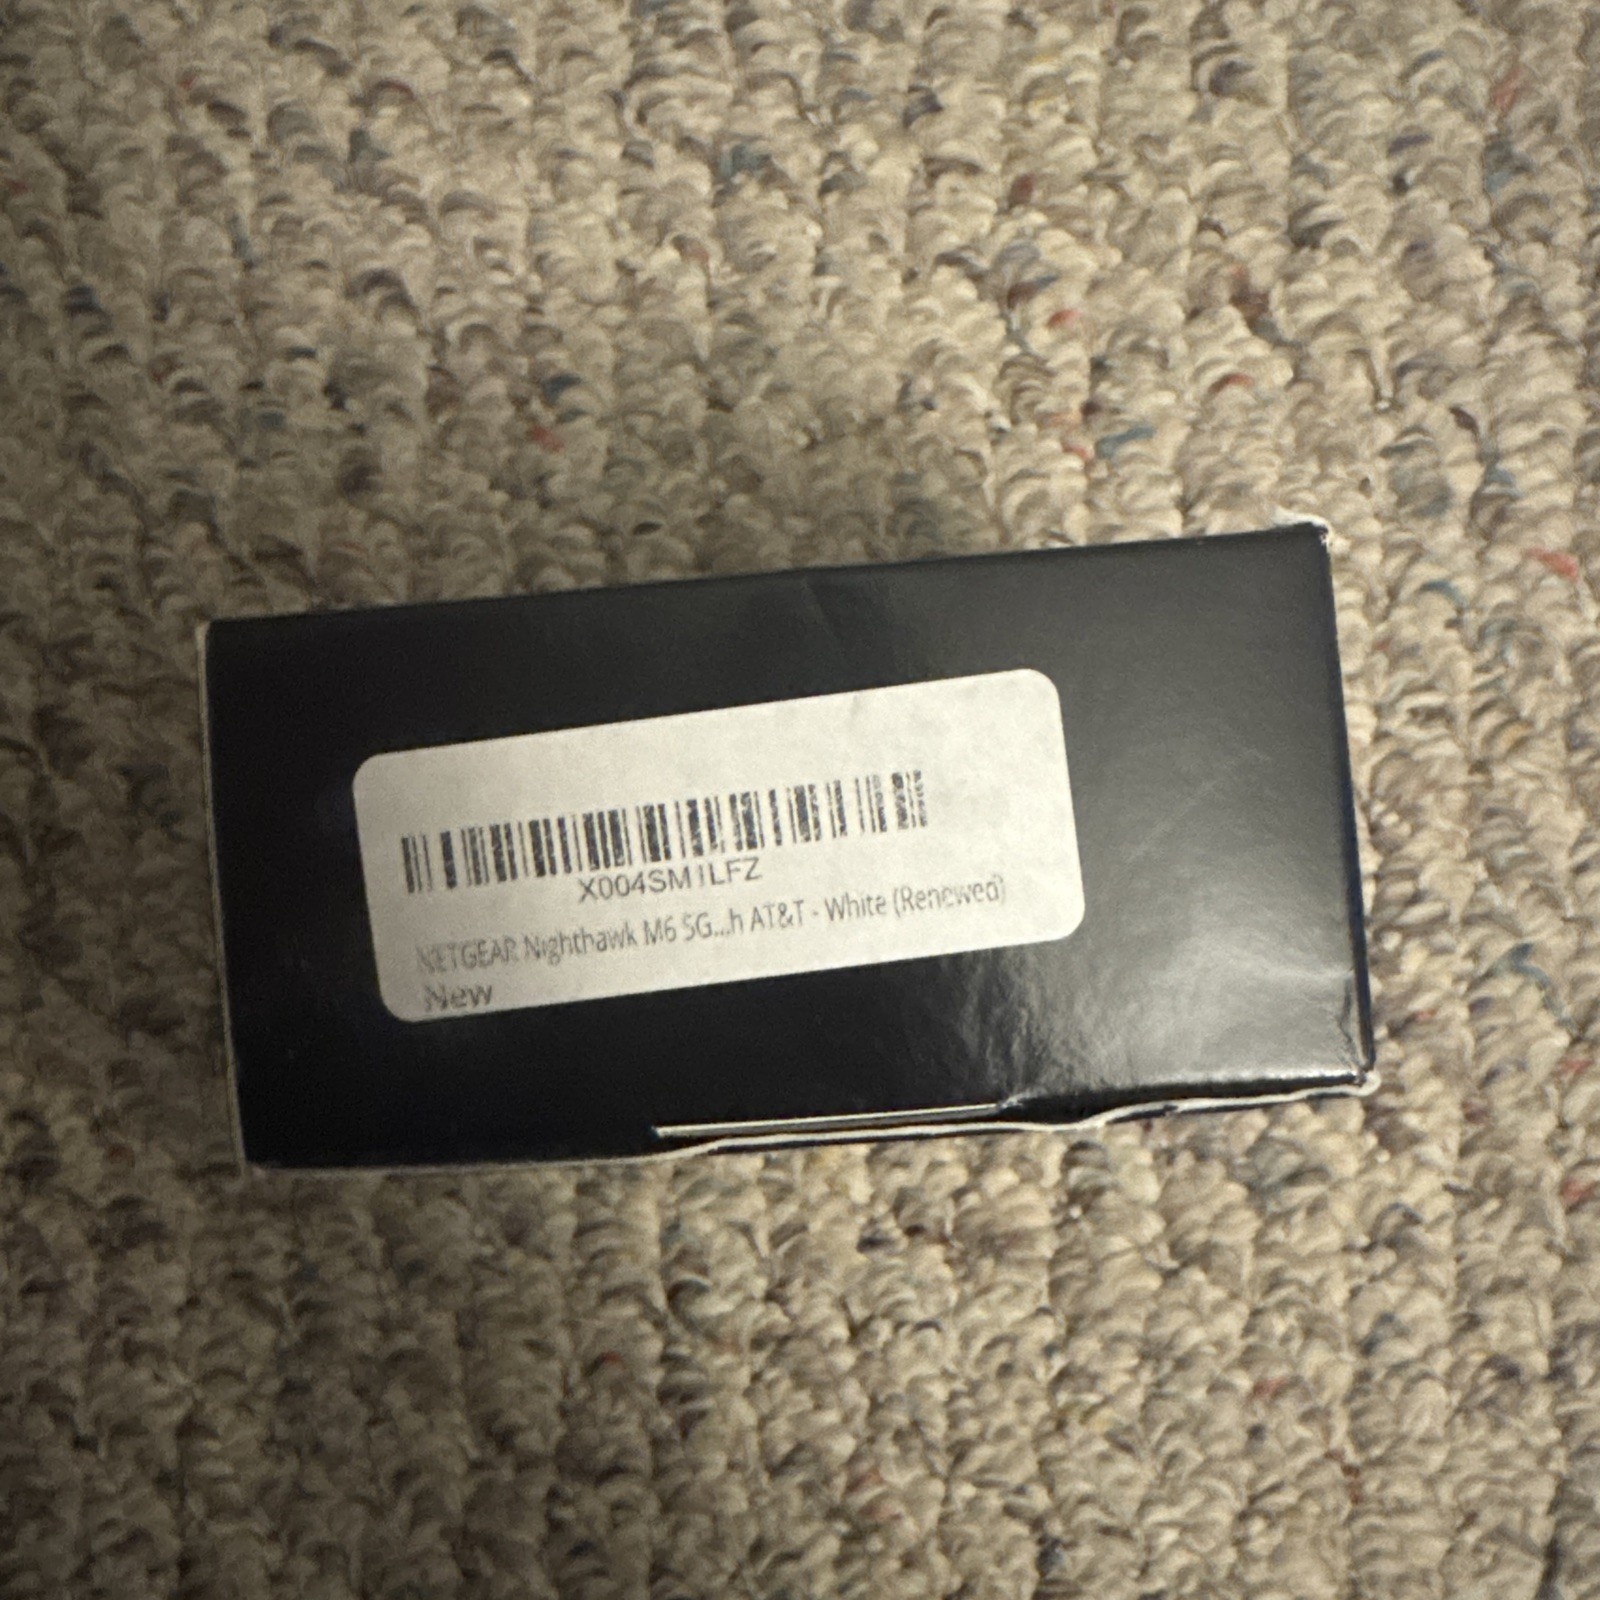 X004SM1LFZ
NETGEAR Nighthawk M6 5G...h AT&T - White (Renewed)
New